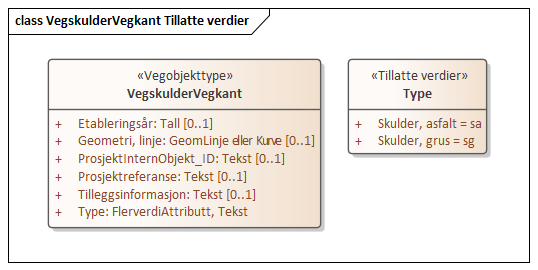 class VegskulderVegkant Tillatte verdier
«Vegobjekttype»
VegskulderVegkant
+ Etableringsår: Tall [0..1]
+ Geometri, linje: GeomLinje eller Kurve [0..1]
+ ProsjektInternObjekt_ID: Tekst [0..1]
+ Prosjektreferanse: Tekst [0..1]
+ Tilleggsinformasjon: Tekst [0..1]
+ Type: FlerverdiAttributt, Tekst
«Tillatte verdier»
Type
+ Skulder, asfalt = sa
+ Skulder, grus = sg